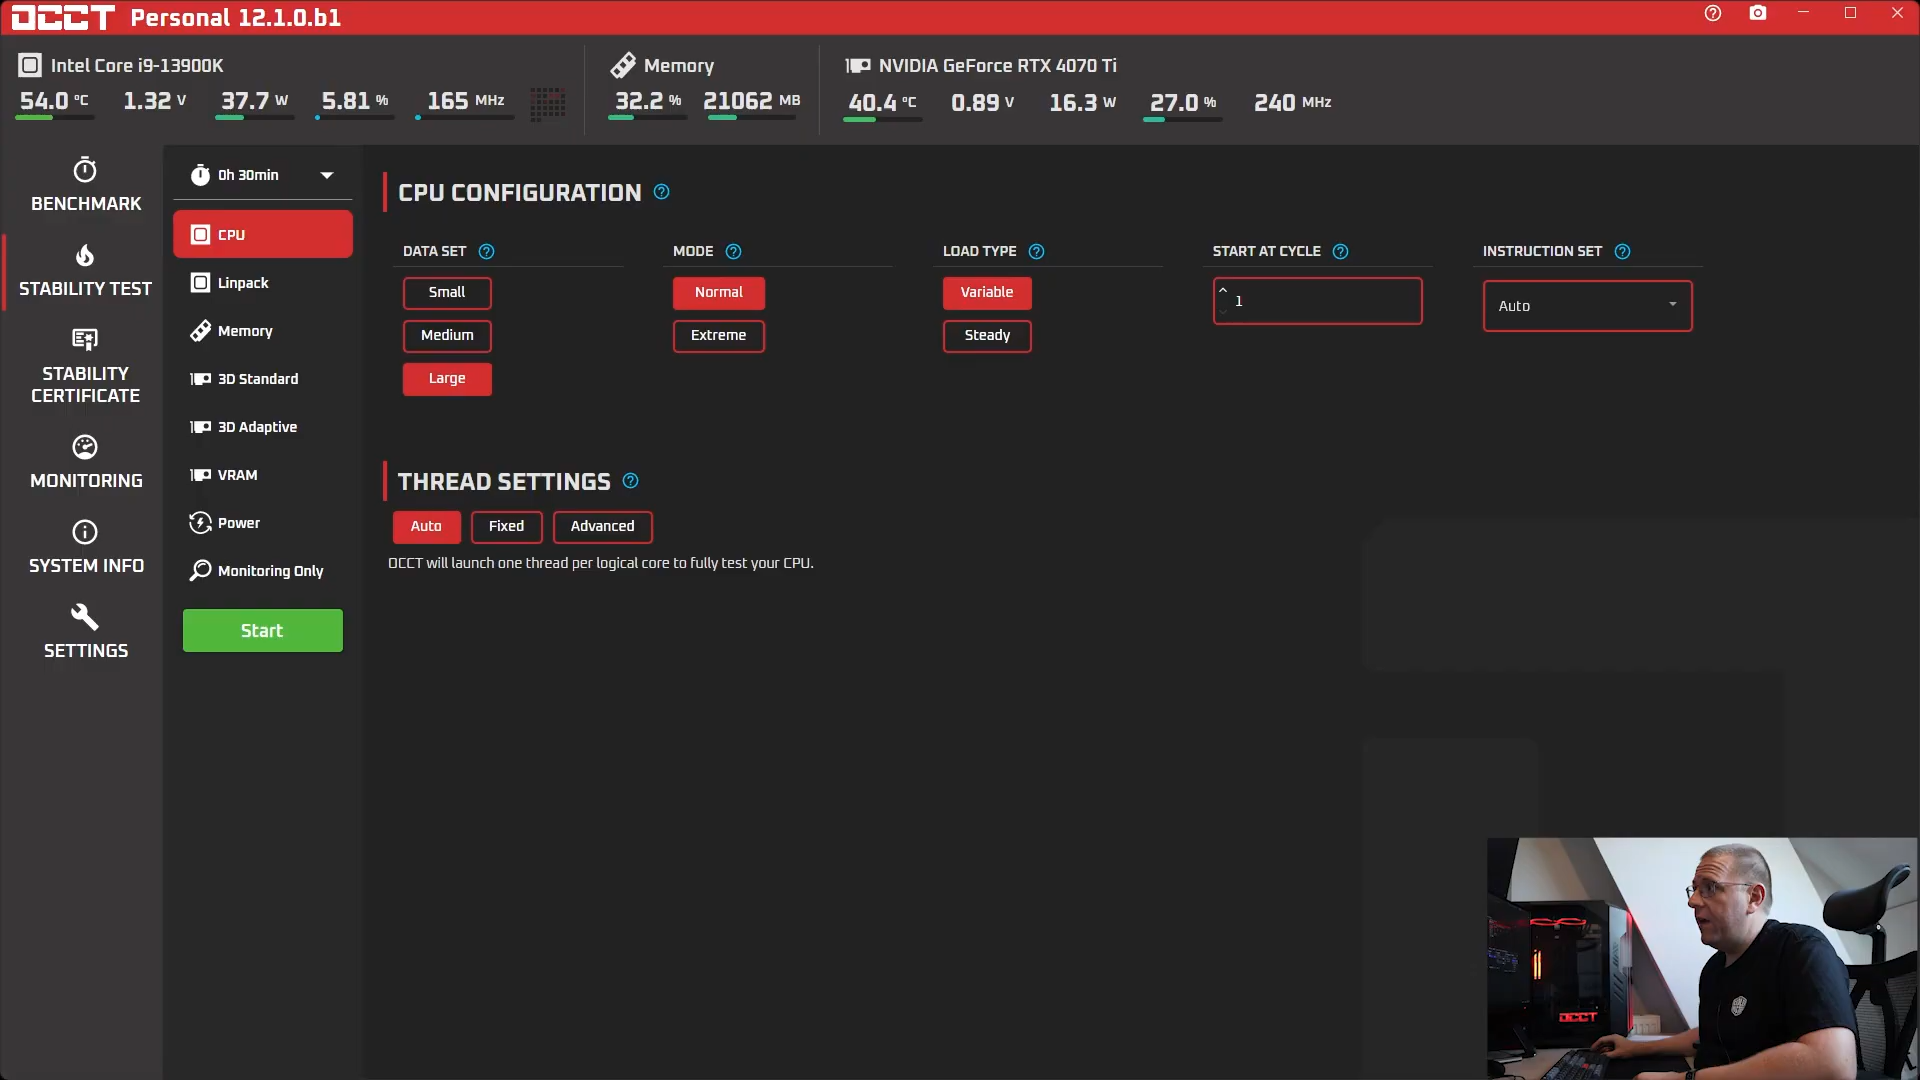 OCCT Personal 12.1.0.b1
Intel Core i9-13900K
54.0 °C 1.32 V 37.7 W 5.81 % 165 MHz
Memory
32.2 % 21062 MB
NVIDIA GeForce RTX 4070 Ti
40.4 °C 0.89 V 16.3 W 27.0 % 240 MHz
BENCHMARK
STABILITY TEST
STABILITY
CERTIFICATE
MONITORING
SYSTEM INFO
SETTINGS
0h 30min
CPU
Linpack
Memory
3D Standard
3D Adaptive
VRAM
Power
Monitoring Only
Start
CPU CONFIGURATION
DATA SET
Small
Medium
Large
MODE
Normal
Extreme
LOAD TYPE
Variable
Steady
START AT CYCLE
1
INSTRUCTION SET
Auto
THREAD SETTINGS
Auto Fixed Advanced
OCCT will launch one thread per logical core to fully test your CPU.
OCCT